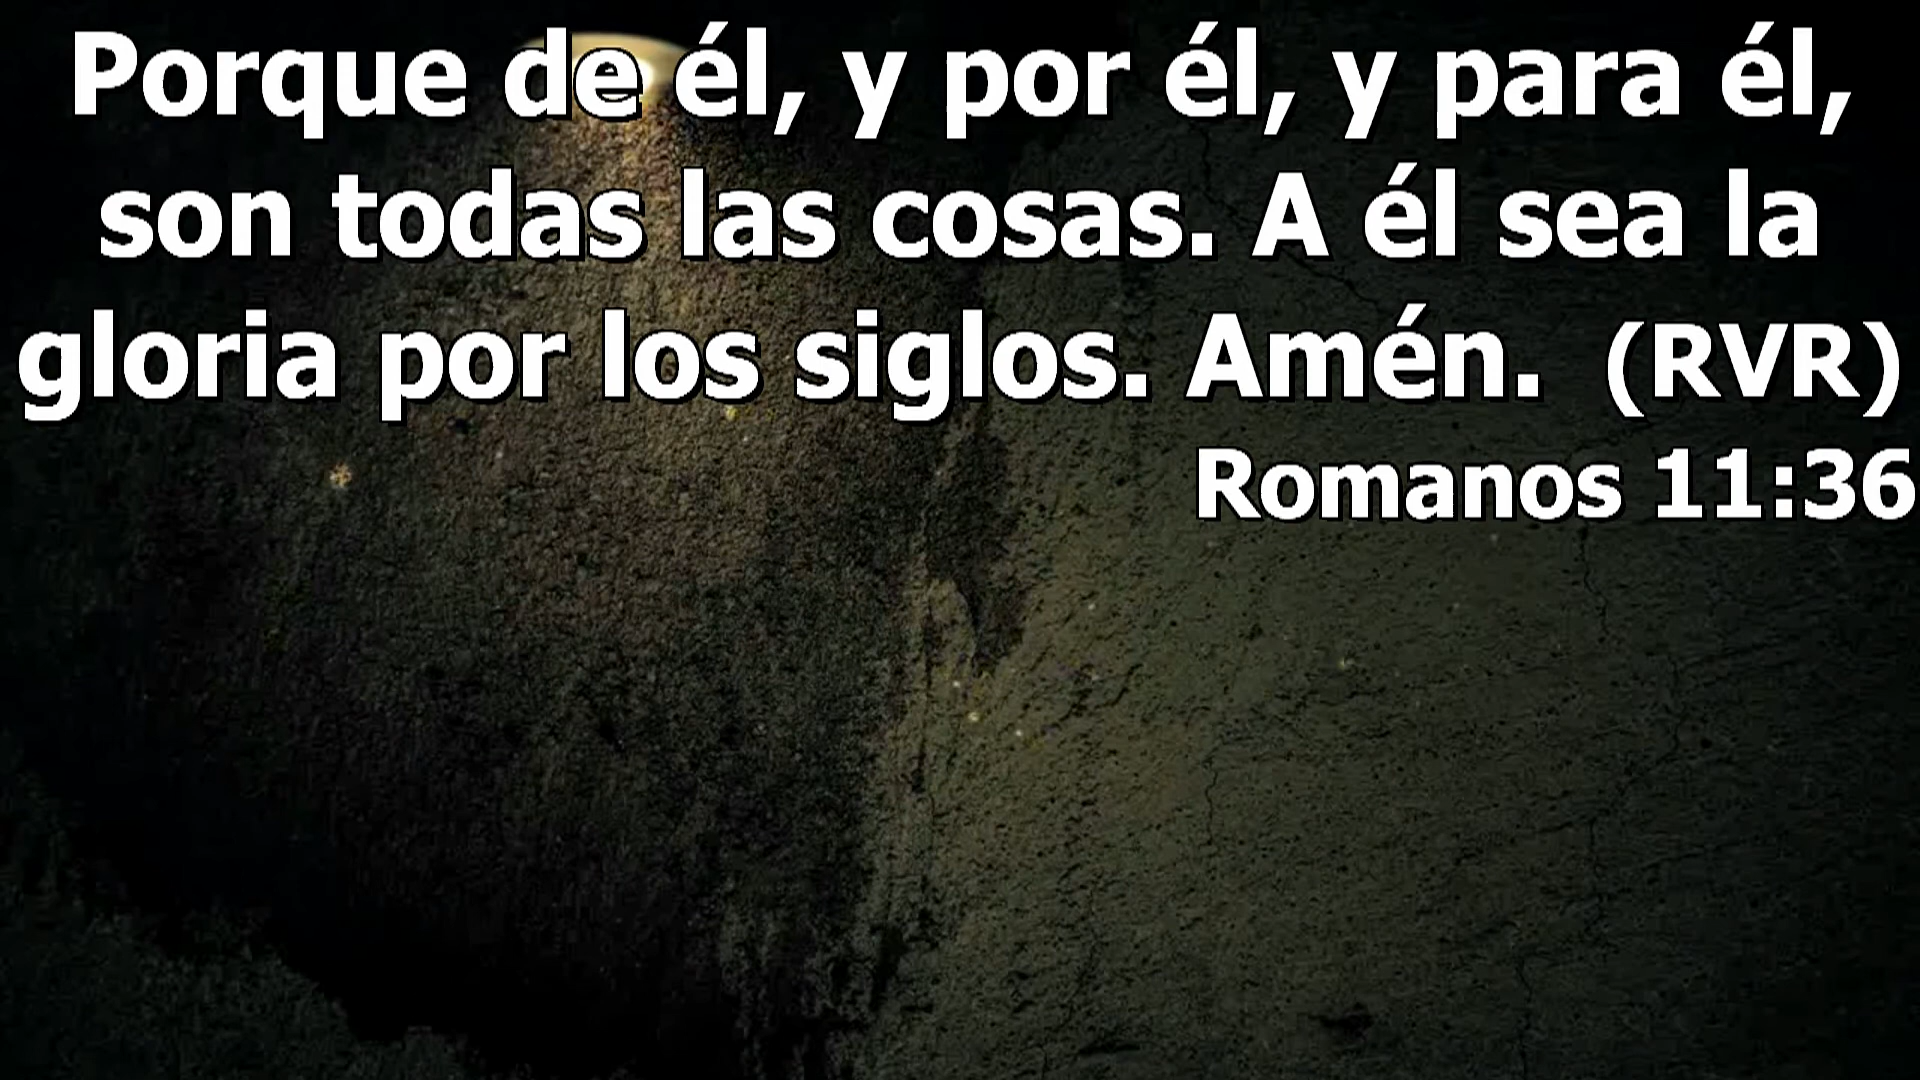 Porque de él, y por él, y para él,
son todas las cosas. A él sea la
gloria por los siglos. Amén. (RVR)
Romanos 11:36